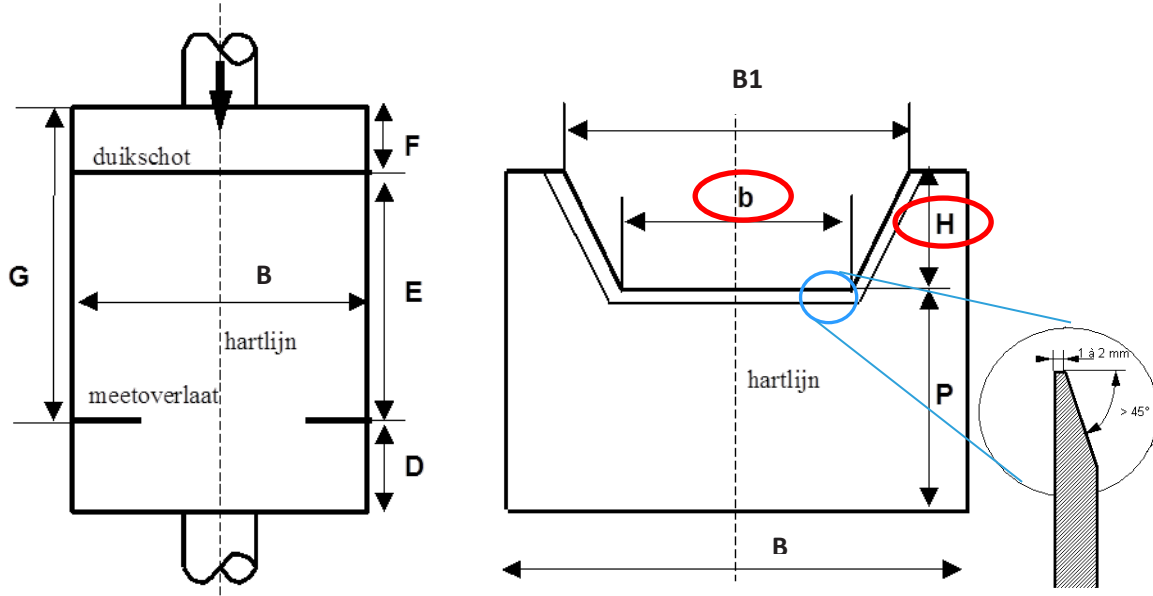 F
duikschot
G
B
E
hartlijn
meetoverlaat
D
B1
b
H
hartlijn
P
B
1 à 2 mm
> 45°